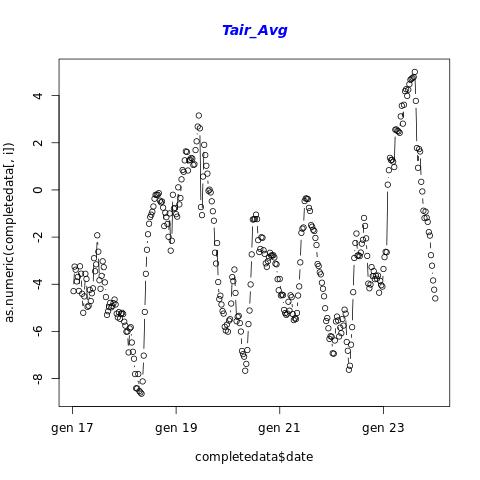 Tair_Avg
as.numeric(completedata[, i])
4
2
0
-2
-4
-6
-8
gen 17
gen 19
gen 21
gen 23
completedata$date